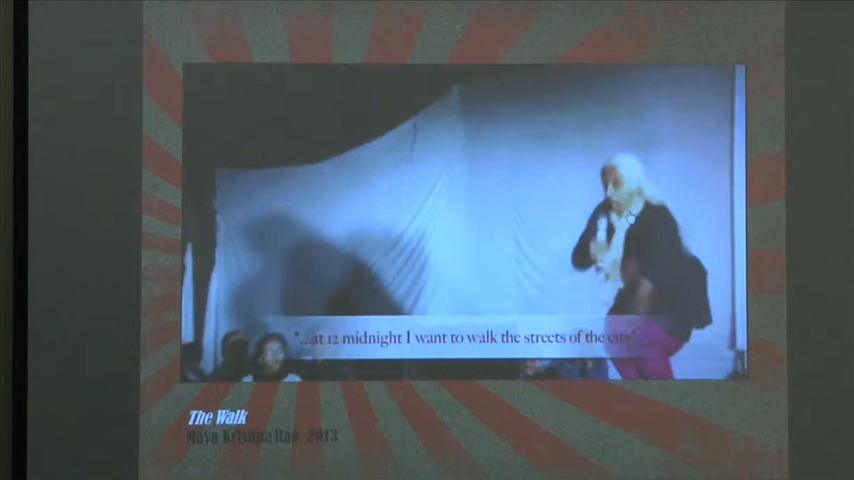 "...at 12 midnight I want to walk the streets of the city"
The Walk
Maya Krishna Rao, 2013